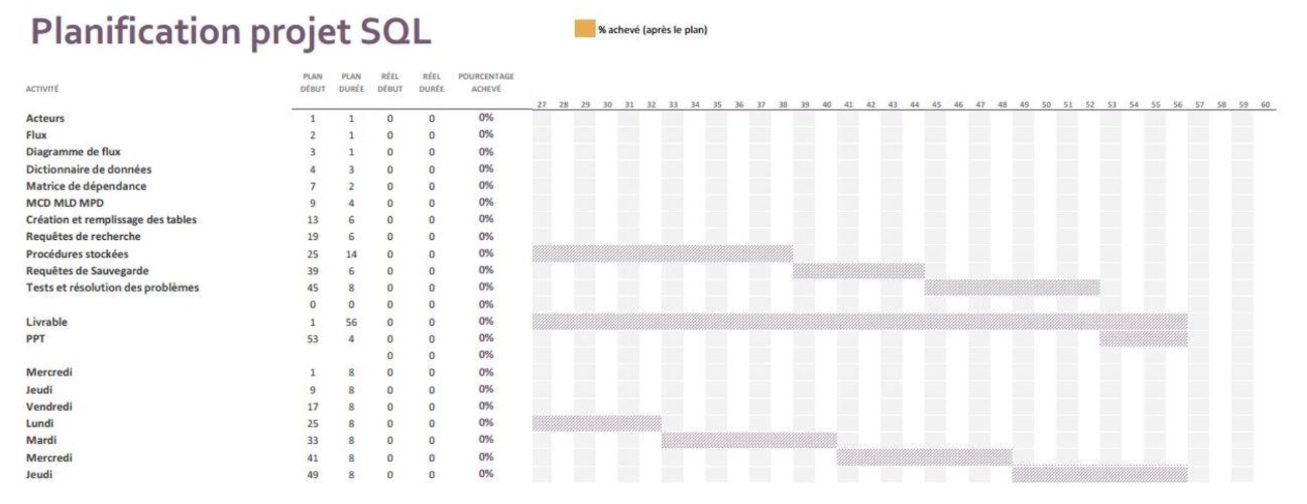 Planification projet SQL
% achevé (après le plan)
ACTIVITÉ PLAN DÉBUT PLAN DURÉE RÉEL DÉBUT RÉEL DURÉE POURCENTAGE ACHEVÉ
27 28 29 30 31 32 33 34 35 36 37 38 39 40 41 42 43 44 45 46 47 48 49 50 51 52 53 54 55 56 57 58 59 60
Acteurs 1 1 0 0 0%
Flux 2 1 0 0 0%
Diagramme de flux 3 1 0 0 0%
Dictionnaire de données 4 3 0 0 0%
Matrice de dépendance 7 2 0 0 0%
MCD MLD MPD 9 4 0 0 0%
Création et remplissage des tables 13 6 0 0 0%
Requêtes de recherche 19 6 0 0 0%
Procédures stockées 25 14 0 0 0%
Requêtes de Sauvegarde 39 6 0 0 0%
Tests et résolution des problèmes 45 8 0 0 0%
0 0 0 0 0%
Livrable 1 56 0 0 0%
PPT 53 4 0 0 0%
0 0 0%
Mercredi 1 8 0 0 0%
Jeudi 9 8 0 0 0%
Vendredi 17 8 0 0 0%
Lundi 25 8 0 0 0%
Mardi 33 8 0 0 0%
Mercredi 41 8 0 0 0%
Jeudi 49 8 0 0 0%